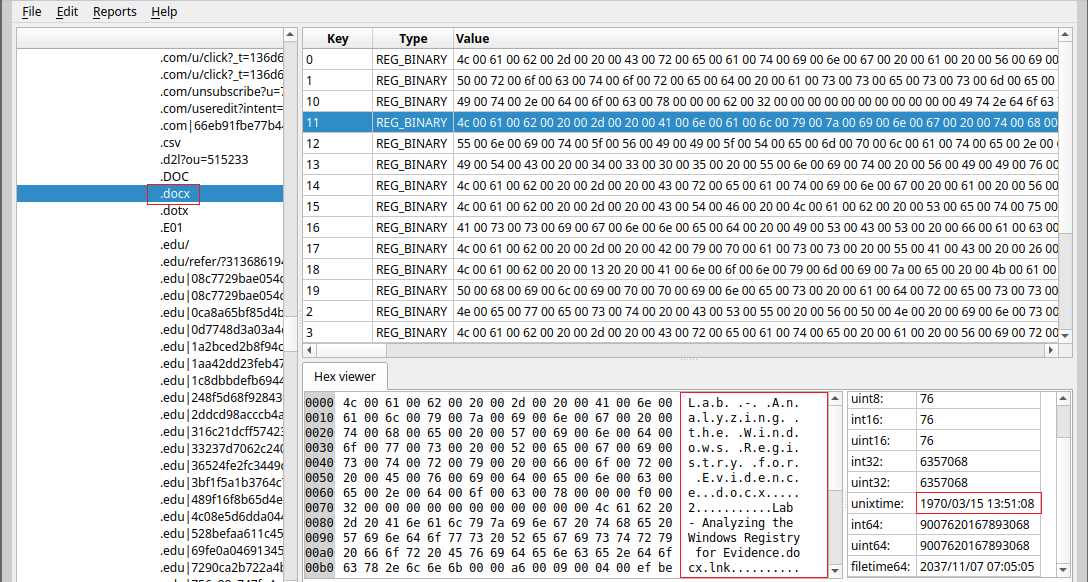 File Edit Reports Help
.com/u/click?_t=136d6
.com/u/click?_t=136d6
.com/unsubscribe?u=7
.com/useredit?intent=
.com|66eb91fbe77b44
.csv
.d2l?ou=515233
.DOC
.docx
.dotx
.E01
.edu/
.edu/refer/?313686194
.edu|08c7729bae054c
.edu|08c7729bae054c
.edu|0ca8a65bf85d4b
.edu|0d7748d3a03a4
.edu|1a2bced2b8f94c
.edu|1aa42dd23feb47
.edu|1c8dbbdefb6944
.edu|248f5d68f92843
.edu|2ddcd98acccb4a
.edu|316c21dcff57423
.edu|33237d7062c240
.edu|36524fe2fc3449
.edu|3bf1f5a1b3764c7
.edu|489f16f8b65d4e
.edu|4c08e5d6dda044
.edu|528befaa611c45
.edu|69fe0a04691345
.edu|7290ca2b722a4
Key Type Value
0 REG_BINARY 4c 00 61 00 62 00 2d 00 20 00 43 00 72 00 65 00 61 00 74 00 69 00 6e 00 67 00 20 00 61 00 20 00 56 00 69 00
1 REG_BINARY 50 00 72 00 6f 00 63 00 74 00 6f 00 72 00 65 00 64 00 20 00 61 00 73 00 73 00 65 00 73 00 73 00 6d 00 65 00
10 REG_BINARY 49 00 74 00 2e 00 64 00 6f 00 63 00 78 00 00 00 62 00 32 00 00 00 00 00 00 00 00 00 00 00 49 74 2e 64 6f 63
11 REG_BINARY 4c 00 61 00 62 00 20 00 2d 00 20 00 41 00 6e 00 61 00 6c 00 79 00 7a 00 69 00 6e 00 67 00 20 00 74 00 68 00
12 REG_BINARY 55 00 6e 00 69 00 74 00 5f 00 56 00 49 00 49 00 5f 00 54 00 65 00 6d 00 70 00 6c 00 61 00 74 00 65 00 2e 00
13 REG_BINARY 49 00 54 00 43 00 20 00 34 00 33 00 30 00 35 00 20 00 55 00 6e 00 69 00 74 00 20 00 56 00 49 00 49 00 76 00
14 REG_BINARY 4c 00 61 00 62 00 20 00 2d 00 20 00 43 00 72 00 65 00 61 00 74 00 69 00 6e 00 67 00 20 00 61 00 20 00 56 00
15 REG_BINARY 4c 00 61 00 62 00 20 00 2d 00 20 00 43 00 54 00 46 00 20 00 4c 00 61 00 62 00 20 00 53 00 65 00 74 00 75 00
16 REG_BINARY 41 00 73 00 73 00 69 00 67 00 6e 00 6e 00 65 00 64 00 20 00 49 00 53 00 43 00 53 00 20 00 66 00 61 00 63 00
17 REG_BINARY 4c 00 61 00 62 00 20 00 2d 00 20 00 42 00 79 00 70 00 61 00 73 00 73 00 20 00 55 00 41 00 43 00 20 00 26 00
18 REG_BINARY 4c 00 61 00 62 00 20 00 13 20 20 00 41 00 6e 00 6f 00 6e 00 79 00 6d 00 69 00 7a 00 65 00 20 00 4b 00 61 00
19 REG_BINARY 50 00 68 00 69 00 6c 00 69 00 70 00 70 00 69 00 6e 00 65 00 73 00 20 00 61 00 64 00 72 00 65 00 73 00 73 00
2 REG_BINARY 4e 00 65 00 77 00 65 00 73 00 74 00 20 00 43 00 53 00 55 00 20 00 56 00 50 00 4e 00 20 00 69 00 6e 00 73 00
3 REG_BINARY 4c 00 61 00 62 00 20 00 2d 00 20 00 43 00 72 00 65 00 61 00 74 00 65 00 20 00 61 00 20 00 56 00 69 00 72 00
Hex viewer
0000 4c 00 61 00 62 00 20 00 2d 00 20 00 41 00 6e 00 L.a.b. .-. .A.n.
0010 61 00 6c 00 79 00 7a 00 69 00 6e 00 67 00 20 00 a.l.y.z.i.n.g. .
0020 74 00 68 00 65 00 20 00 57 00 69 00 6e 00 64 00 t.h.e. .W.i.n.d.
0030 6f 00 77 00 73 00 20 00 52 00 65 00 67 00 69 00 o.w.s. .R.e.g.i.
0040 73 00 74 00 72 00 79 00 20 00 66 00 6f 00 72 00 s.t.r.y. .f.o.r.
0050 20 00 45 00 76 00 69 00 64 00 65 00 6e 00 63 00 .E.v.i.d.e.n.c.
0060 65 00 2e 00 64 00 6f 00 63 00 78 00 00 00 f0 00 e...d.o.c.x.....
0070 32 00 00 00 00 00 00 00 00 00 00 00 4c 61 62 20 2...........Lab
0080 2d 20 41 6e 61 6c 79 7a 69 6e 67 20 74 68 65 20 - Analyzing the
0090 57 69 6e 64 6f 77 73 20 52 65 67 69 73 74 72 79 Windows Registry
00a0 20 66 6f 72 20 45 76 69 64 65 6e 63 65 2e 64 6f for Evidence.do
00b0 63 78 2e 6c 6e 6b 00 00 a6 00 09 00 04 00 ef be cx.lnk..........
uint8: 76
int16: 76
uint16: 76
int32: 6357068
uint32: 6357068
unixtime: 1970/03/15 13:51:08
int64: 9007620167893068
uint64: 9007620167893068
filetime64: 2037/11/07 07:05:05